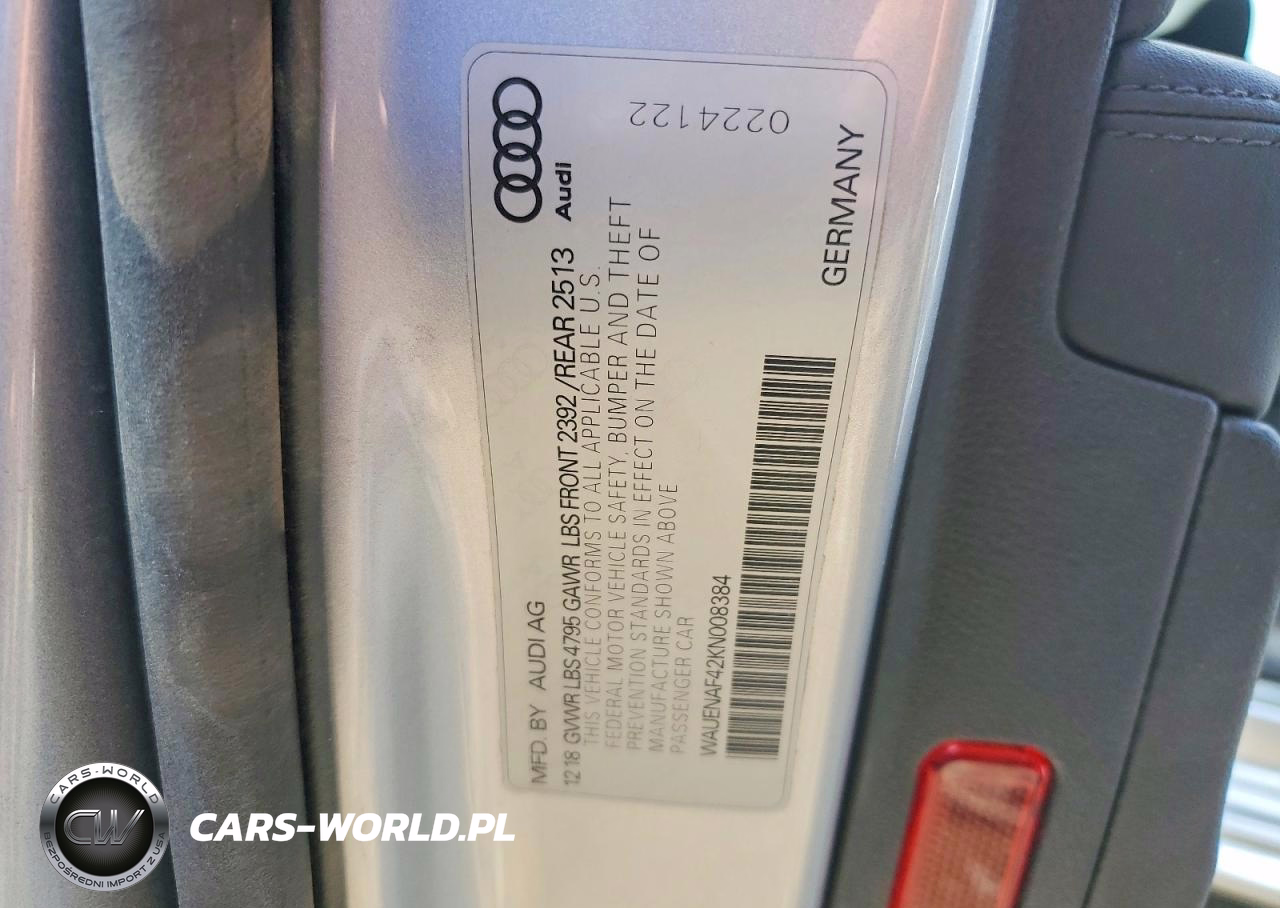 Audi
MFD. BY AUDI AG
12 18 GVWR LBS 4795 GAWR LBS FRONT 2392 /REAR 2513
THIS VEHICLE CONFORMS TO ALL APPLICABLE U.S.
FEDERAL MOTOR VEHICLE SAFETY, BUMPER AND THEFT
PREVENTION STANDARDS IN EFFECT ON THE DATE OF
MANUFACTURE SHOWN ABOVE
PASSENGER CAR
WAUENAF42KN008384
GERMANY
0224122
CARS-WORLD
CW
BEZPOŚREDNI IMPORT Z USA
CARS-WORLD.PL